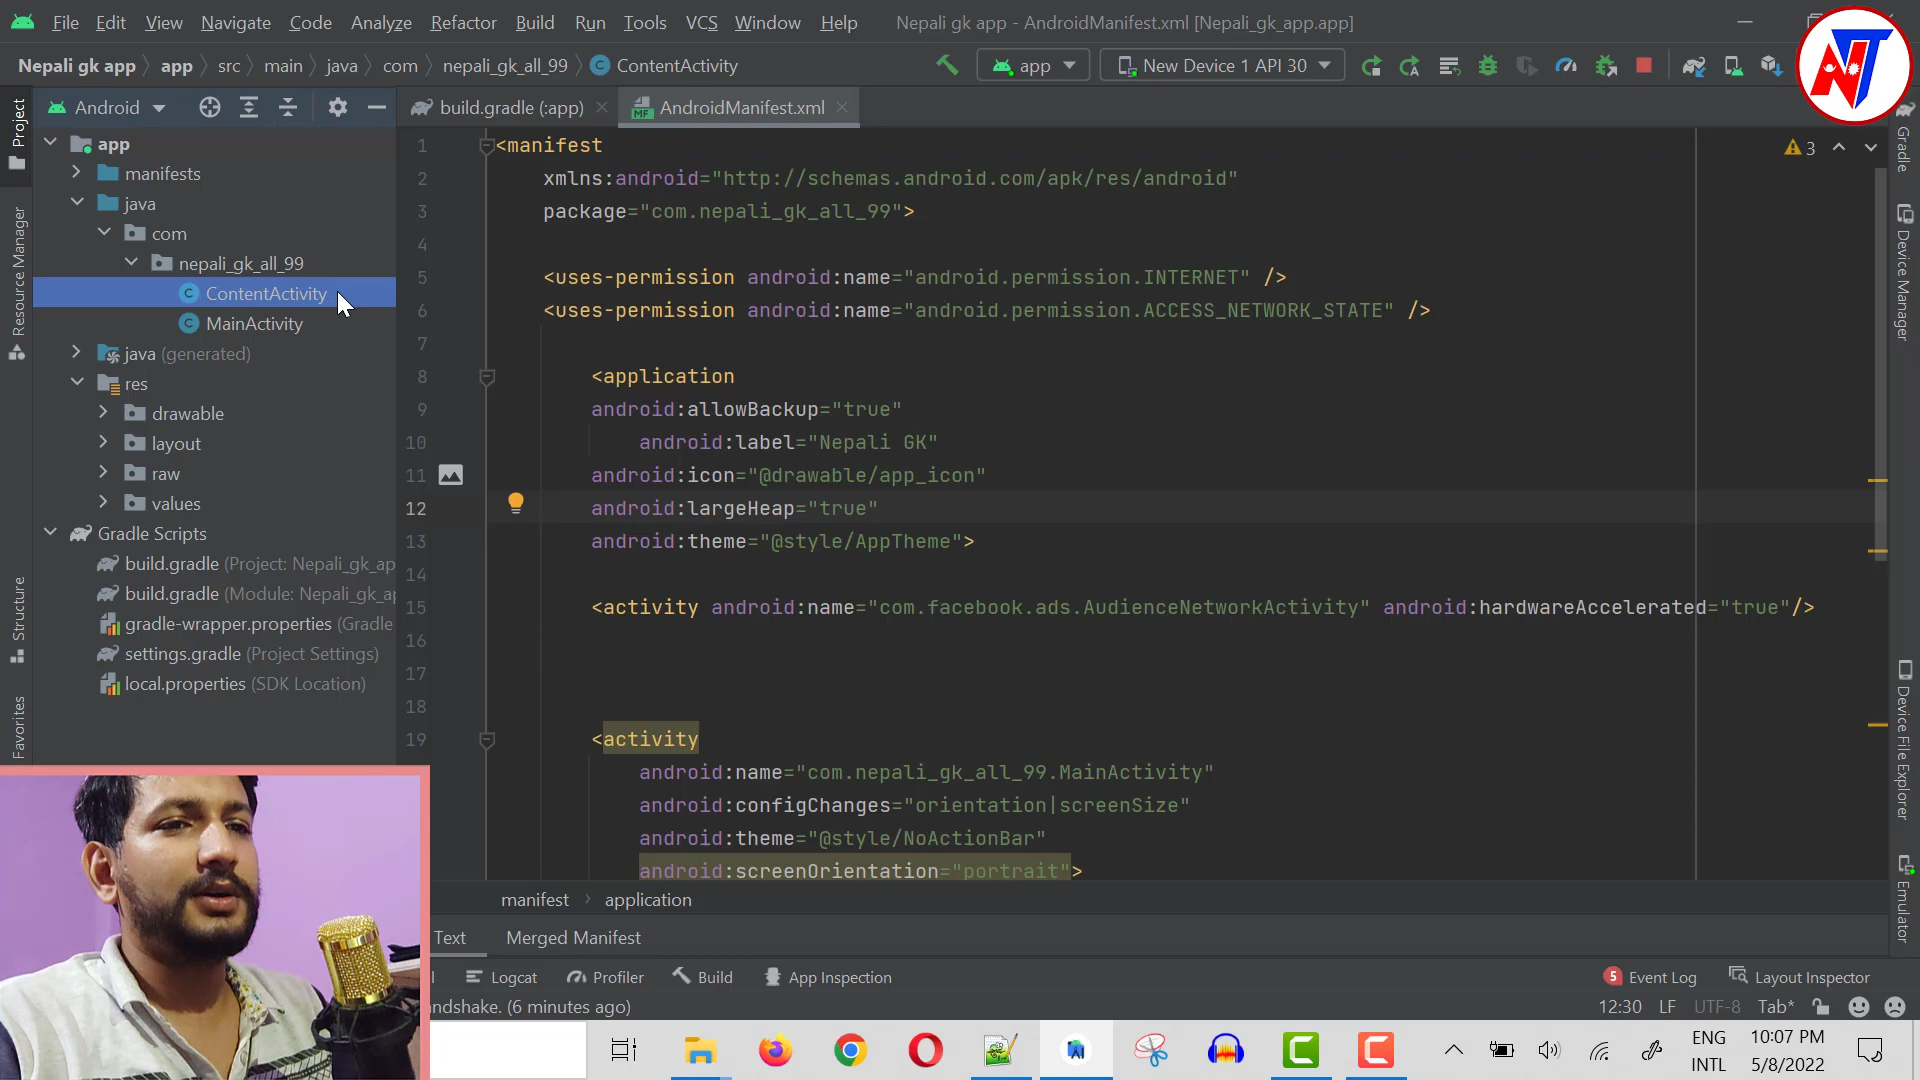 File Edit View Navigate Code Analyze Refactor Build Run Tools VCS Window Help Nepali gk app - AndroidManifest.xml [Nepali_gk_app.app]
Nepali gk app app src main java com nepali_gk_all_99 ContentActivity app New Device 1 API 30
NT
Android build.gradle (:app) AndroidManifest.xml
Project
Resource Manager
Structure
Favorites
app
manifests
java
com
nepali_gk_all_99
ContentActivity
MainActivity
java (generated)
res
drawable
layout
raw
values
Gradle Scripts
build.gradle (Project: Nepali_gk_ap
build.gradle (Module: Nepali_gk_ap
gradle-wrapper.properties (Gradle
settings.gradle (Project Settings)
local.properties (SDK Location)
3
1 <manifest
2 xmlns:android="http://schemas.android.com/apk/res/android"
3 package="com.nepali_gk_all_99">
4
5 <uses-permission android:name="android.permission.INTERNET" />
6 <uses-permission android:name="android.permission.ACCESS_NETWORK_STATE" />
7
8 <application
9 android:allowBackup="true"
10 android:label="Nepali GK"
11 android:icon="@drawable/app_icon"
12 android:largeHeap="true"
13 android:theme="@style/AppTheme">
14
15 <activity android:name="com.facebook.ads.AudienceNetworkActivity" android:hardwareAccelerated="true"/>
16
17
18
19 <activity
android:name="com.nepali_gk_all_99.MainActivity"
android:configChanges="orientation|screenSize"
android:theme="@style/NoActionBar"
android:screenOrientation="portrait">
Gradle
Device Manager
Device File Explorer
Emulator
manifest application
Text Merged Manifest
Logcat Profiler Build App Inspection 5 Event Log Layout Inspector
ndshake. (6 minutes ago) 12:30 LF UTF-8 Tab*
ENG
INTL
10:07 PM
5/8/2022